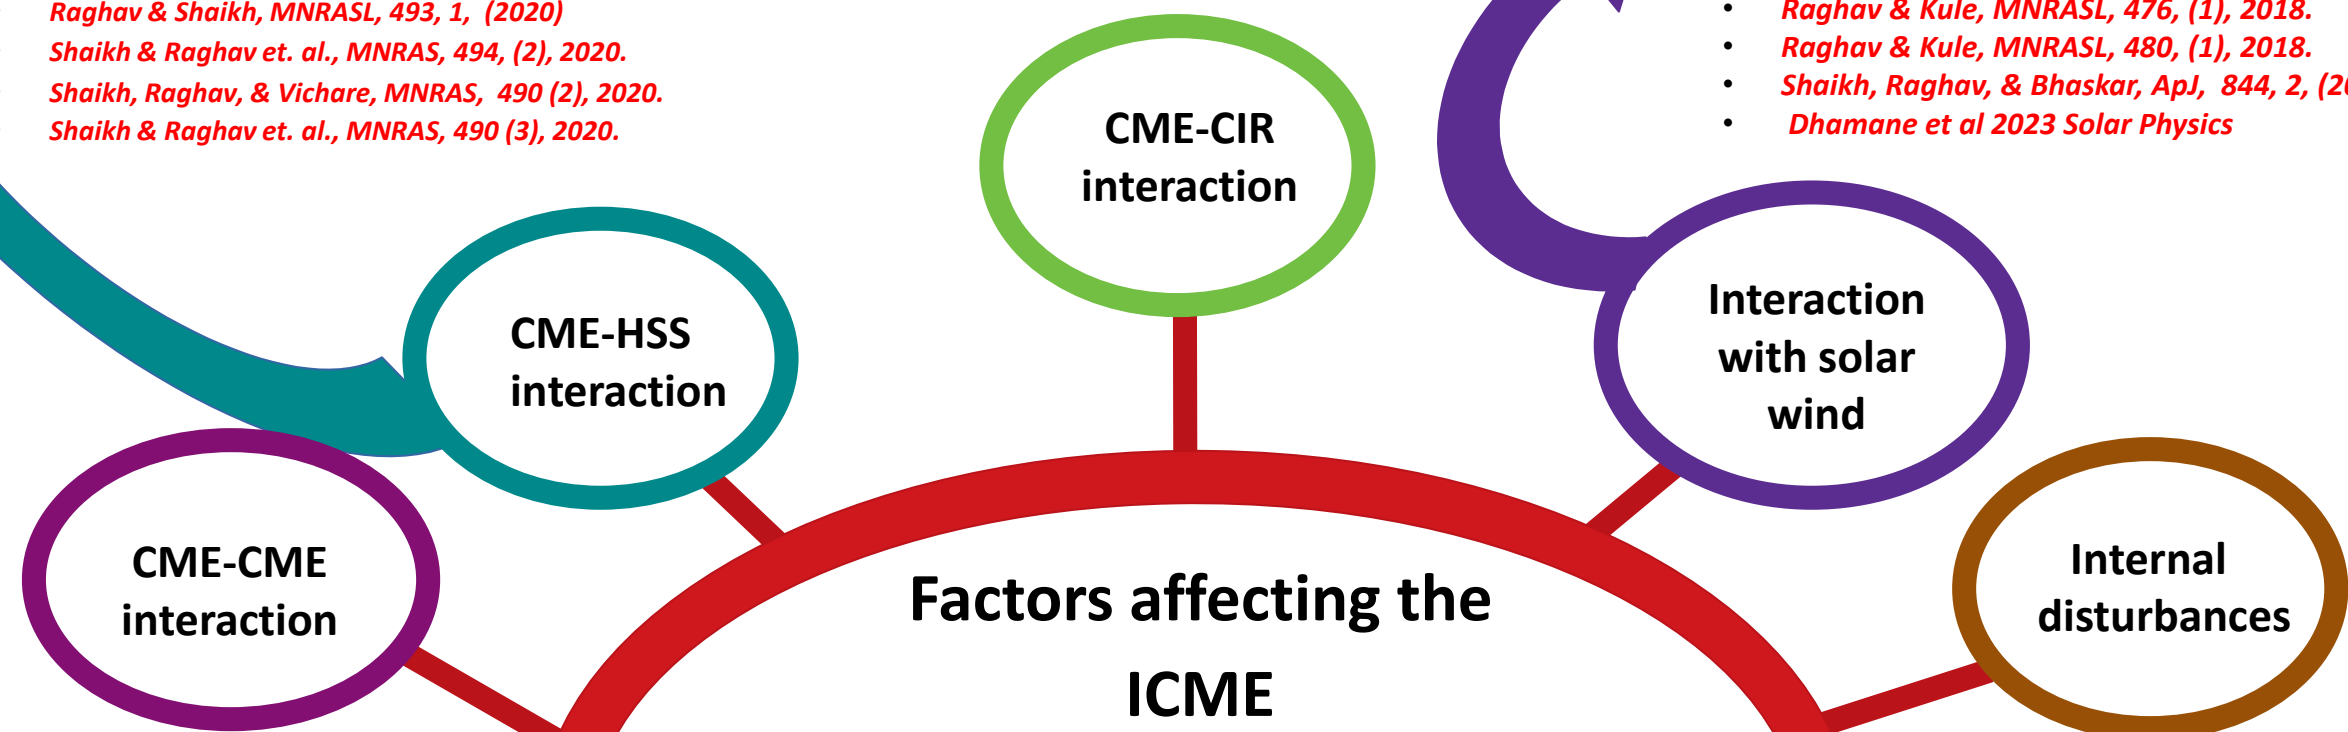 Raghav & Shaikh, MNRASL, 493, 1, (2020)
Shaikh & Raghav et. al., MNRAS, 494, (2), 2020.
Shaikh, Raghav, & Vichare, MNRAS, 490 (2), 2020.
Shaikh & Raghav et. al., MNRAS, 490 (3), 2020.
• Raghav & Kule, MNRASL, 476, (1), 2018.
• Raghav & Kule, MNRASL, 480, (1), 2018.
• Shaikh, Raghav, & Bhaskar, ApJ, 844, 2,
• Dhamane et al 2023 Solar Physics
CME-CIR
interaction
CME-HSS
interaction
Interaction
with solar
wind
CME-CME
interaction
Internal
disturbances
Factors affecting the
ICME